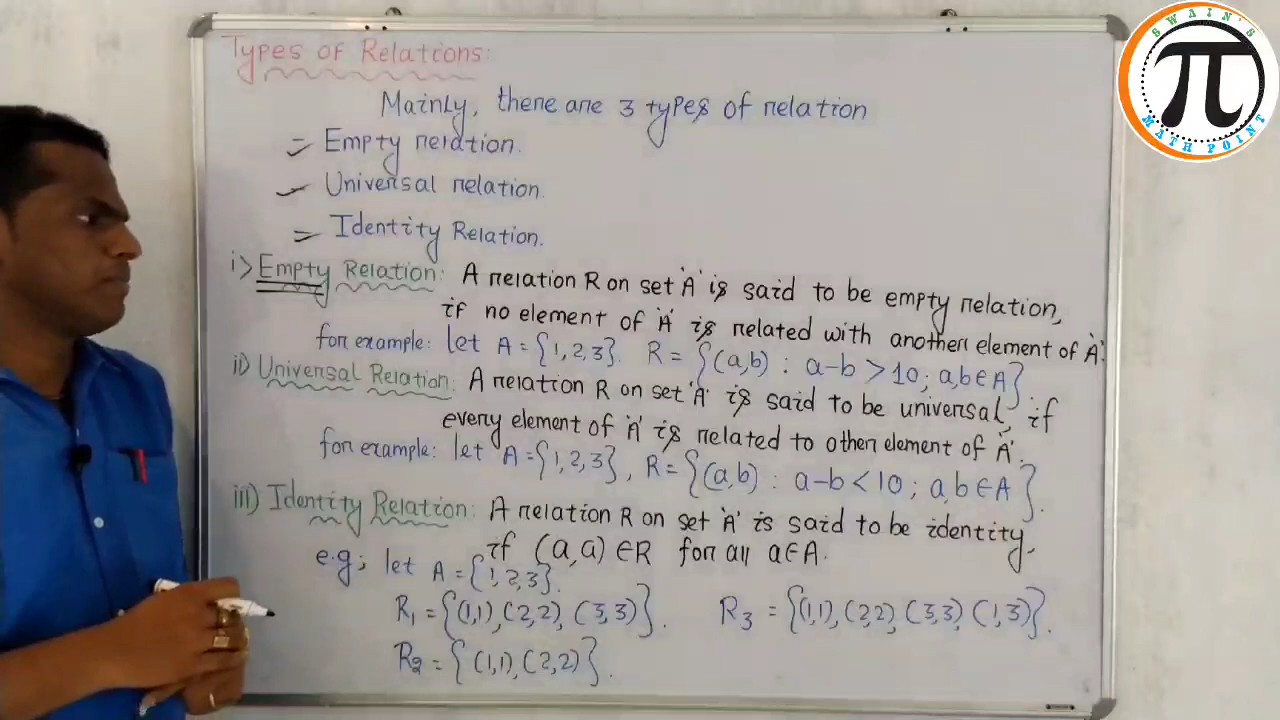 Types of Relations:
Mainly, there are 3 types of relation
Empty relation.
Universal relation.
Identity Relation.
i> Empty Relation: A relation R on set 'A' is said to be empty relation,
if no element of 'A' is related with another element of 'A'.
for example: let A = {1,2,3}. R = {(a,b) : a-b > 10; a,b∈A}
ii) Universal Relation: A relation R on set 'A' is said to be universal, if
every element of 'A' is related to other element of 'A'.
for example: let A = {1,2,3}, R = {(a,b) : a-b < 10; a,b∈A}.
iii) Identity Relation: A relation R on set 'A' is said to be identity,
if (a,a) ∈R for all a∈A.
e.g; let A = {1,2,3}.
R₁ = {(1,1),(2,2),(3,3)}. R₃ = {(1,1),(2,2),(3,3),(1,3)}.
R₂ = {(1,1),(2,2)}.
SWAIN'S
π
MATH POINT